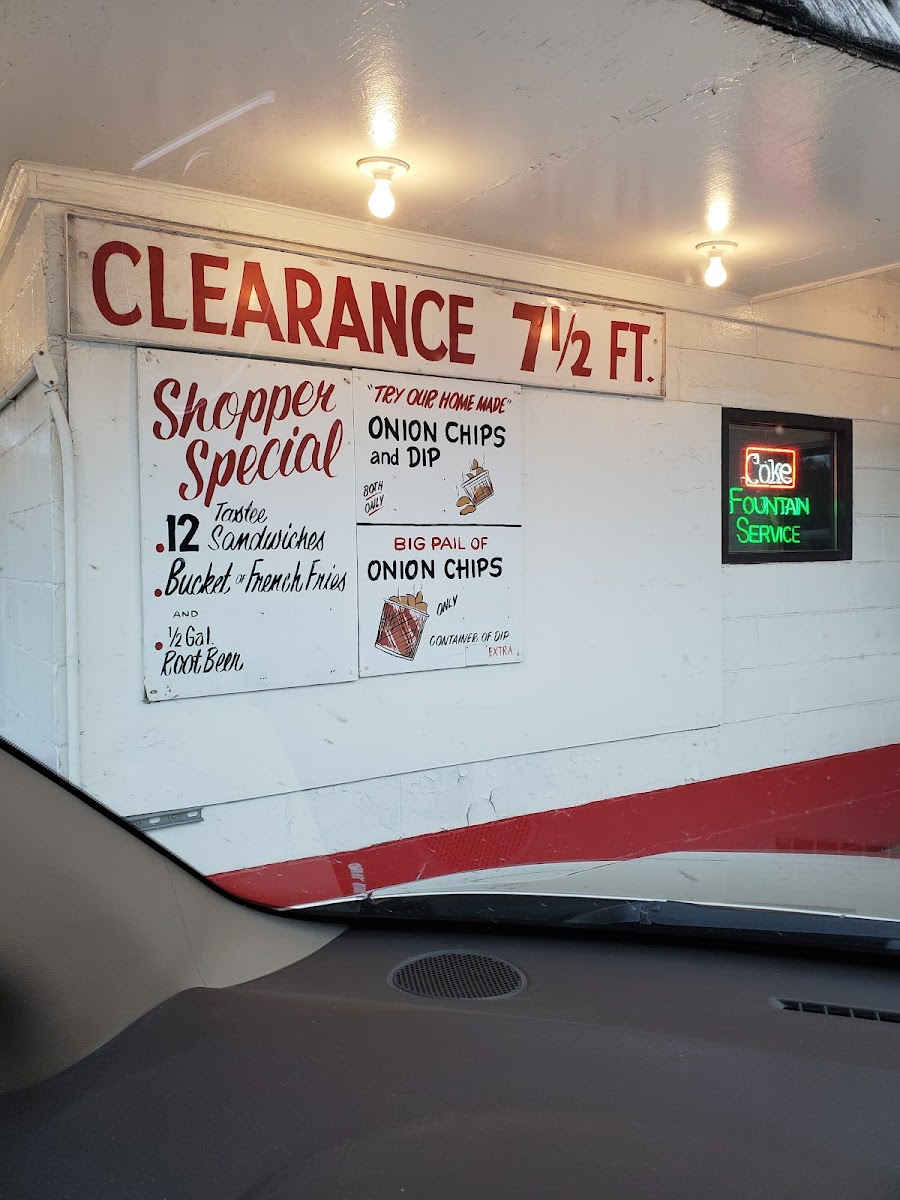 CLEARANCE 7 1/2 FT.
Shopper
Special
.12 Tastee
Sandwiches
.Bucket OF French Fries
AND
.1/2 Gal.
Root Beer
"TRY OUR HOME MADE"
ONION CHIPS
and DIP
BOTH
ONLY
BIG PAIL OF
ONION CHIPS
ONLY
CONTAINER OF DIP
EXTRA
Coke
FOUNTAIN
SERVICE